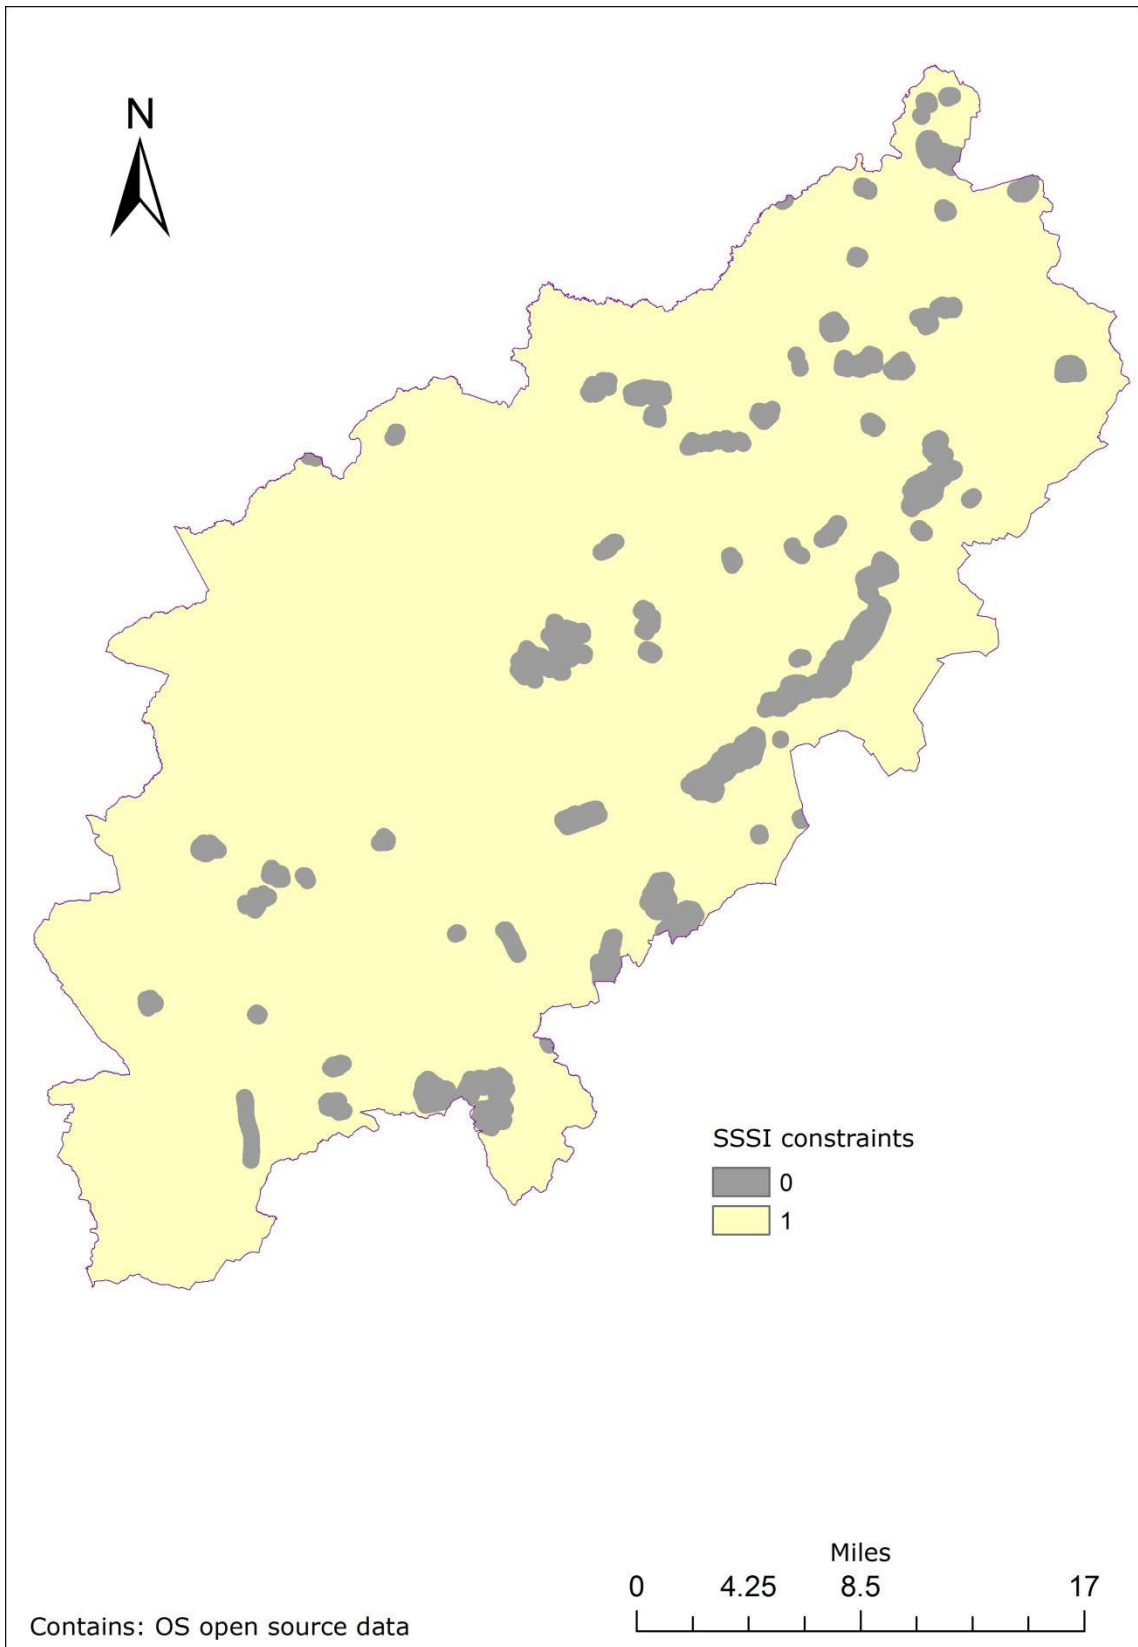 N
SSSI constraints
0
1
Miles
0 4.25 8.5 17
Contains: OS open source data